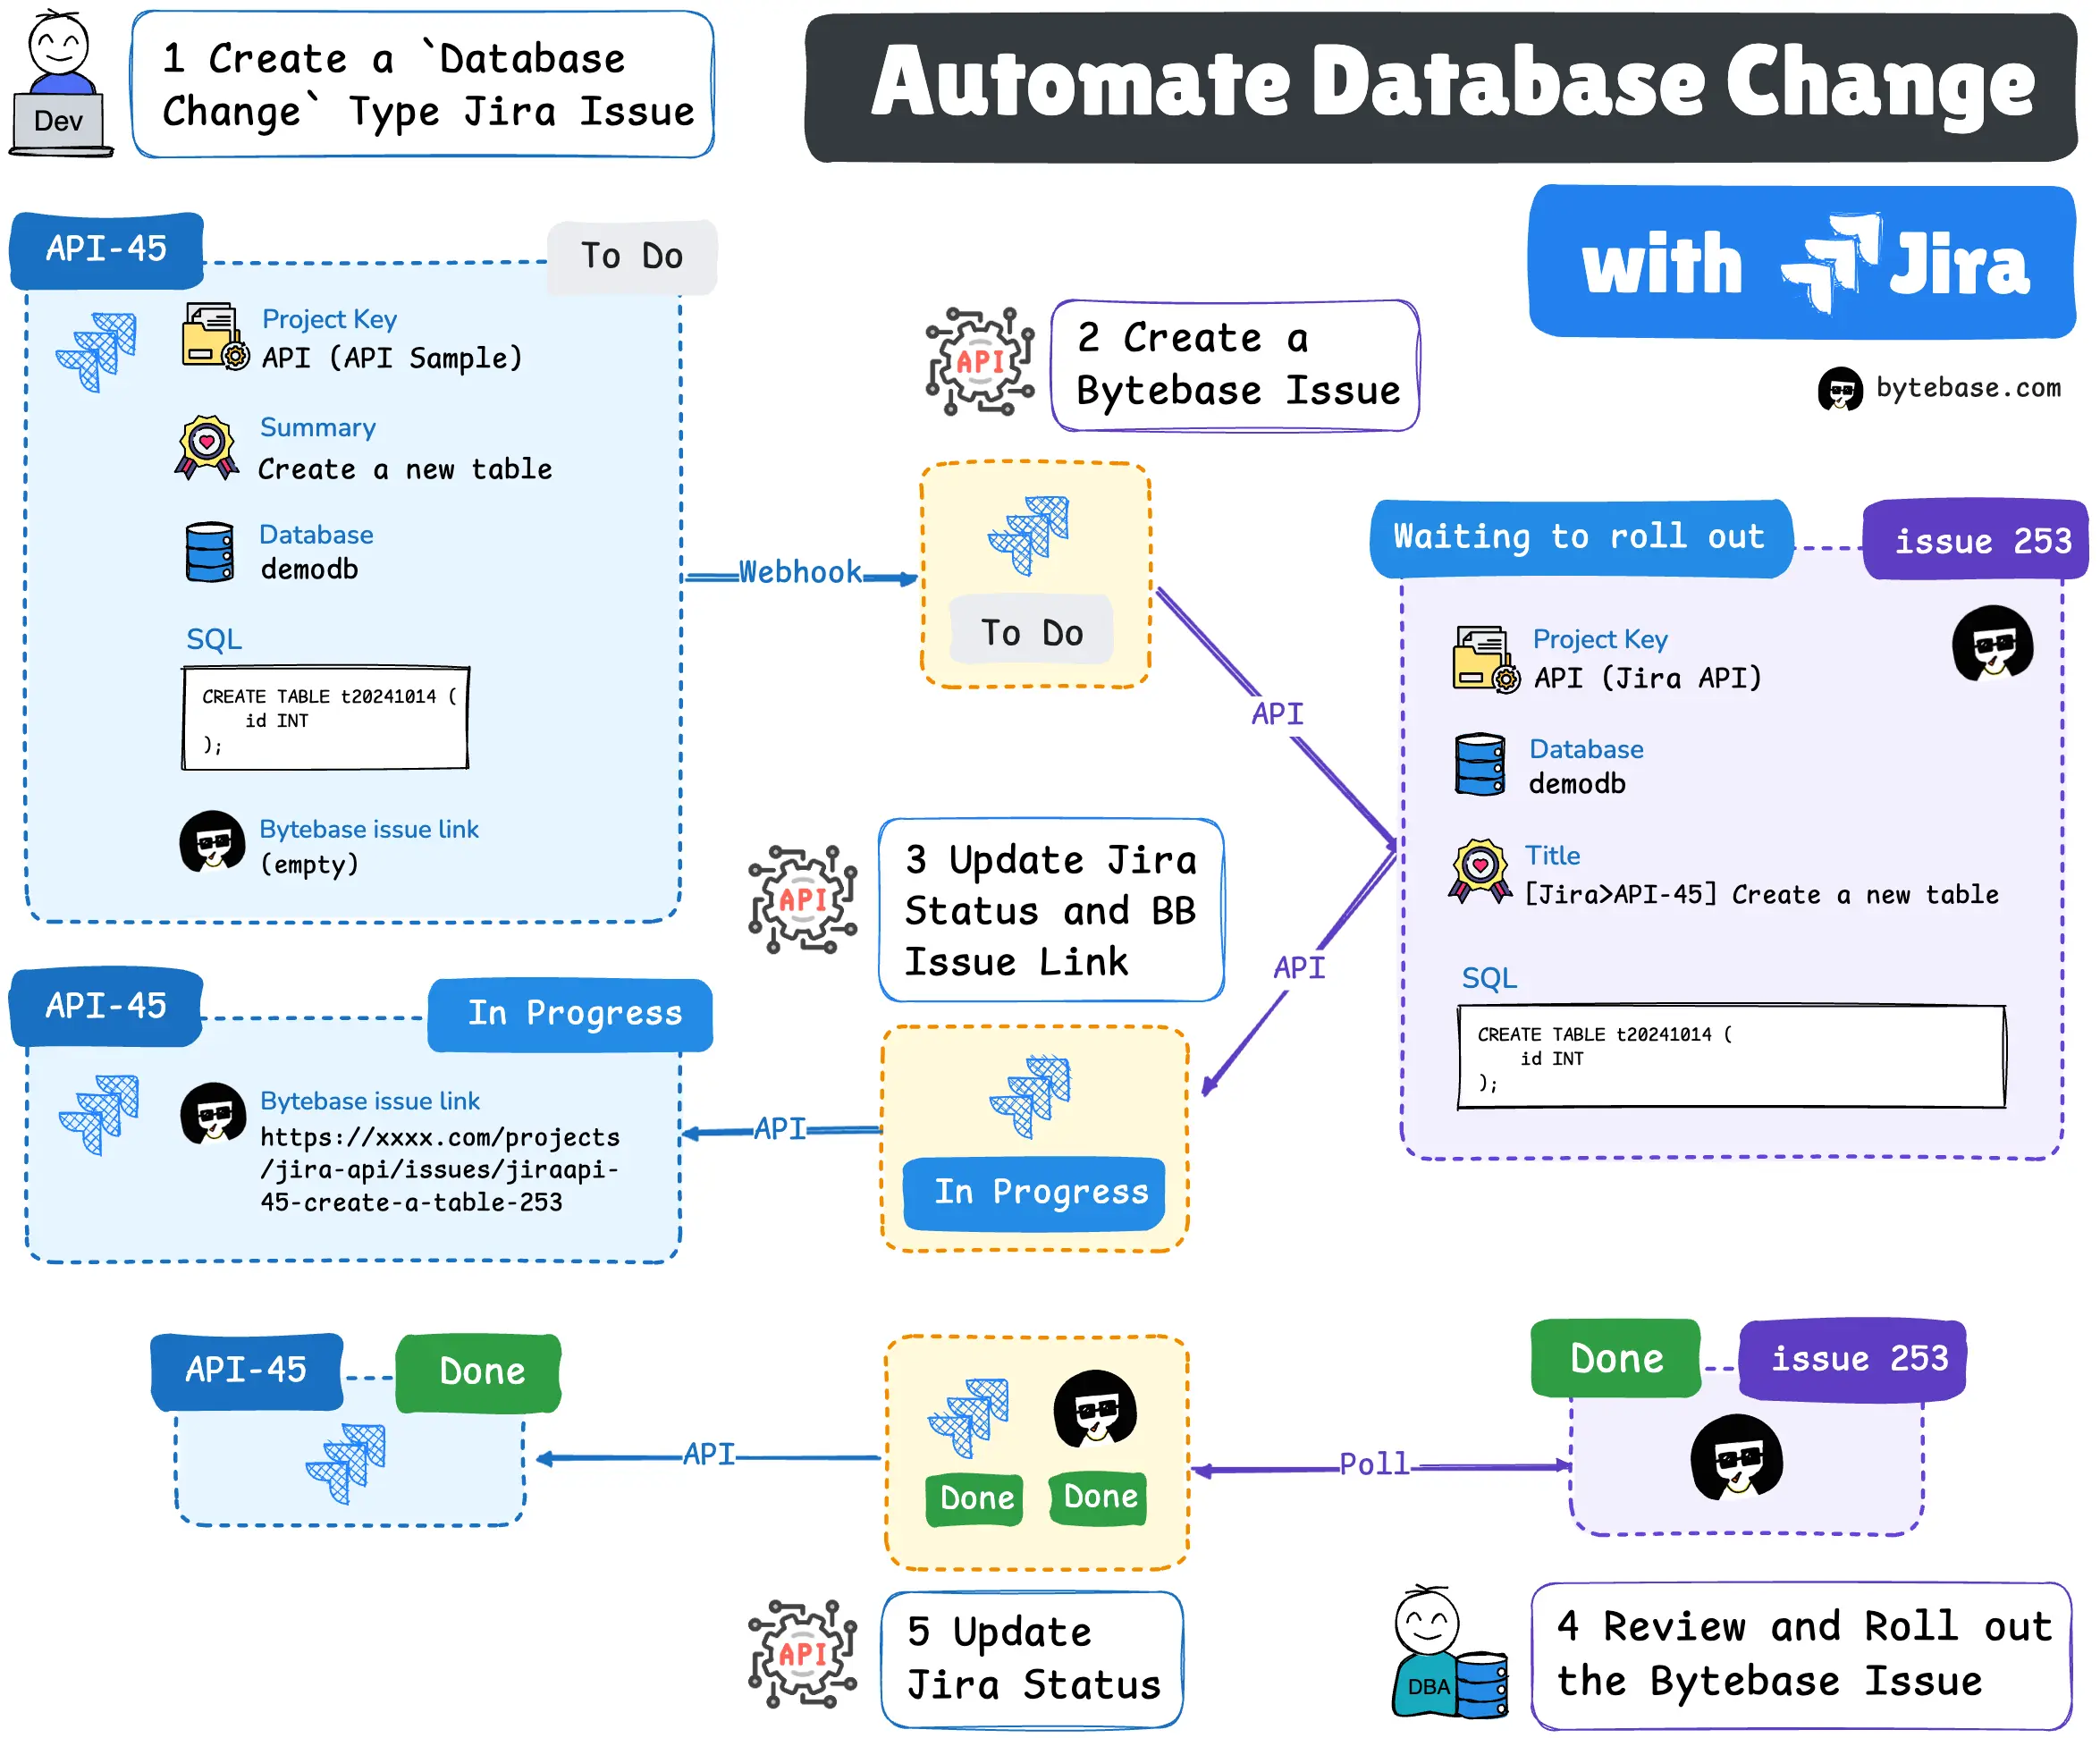 Dev
1 Create a `Database
Change` Type Jira Issue
Automate Database Change
with Jira
bytebase.com
API-45
To Do
Project Key
API (API Sample)
Summary
Create a new table
Database
demodb
SQL
CREATE TABLE t20241014 (
id INT
);
Bytebase issue link
(empty)
Webhook
API
2 Create a
Bytebase Issue
To Do
API
Waiting to roll out
issue 253
Project Key
API (Jira API)
Database
demodb
Title
[Jira>API-45] Create a new table
SQL
CREATE TABLE t20241014 (
id INT
);
API
3 Update Jira
Status and BB
Issue Link
API
In Progress
API
API-45
In Progress
Bytebase issue link
https://xxxx.com/projects
/jira-api/issues/jiraapi-
45-create-a-table-253
API-45
Done
API
Done
Done
Poll
Done
issue 253
API
5 Update
Jira Status
DBA
4 Review and Roll out
the Bytebase Issue